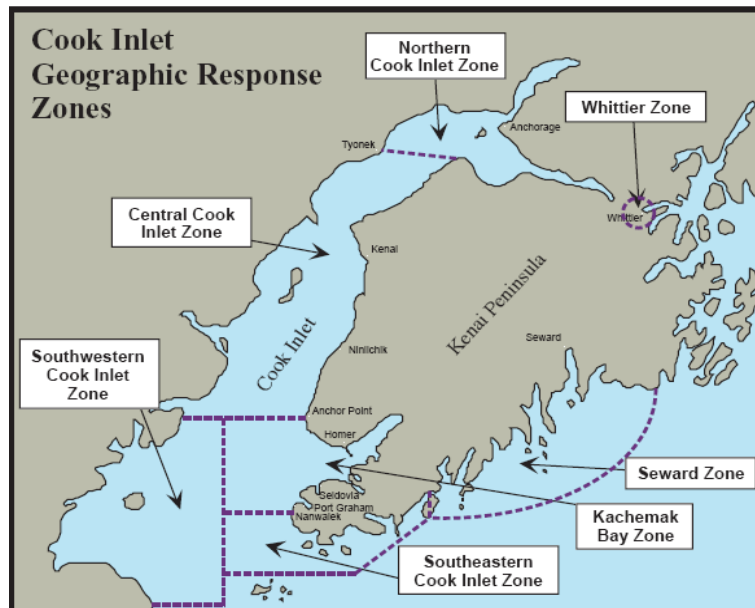 Cook Inlet
Geographic Response
Zones
Northern
Cook Inlet Zone
Whittier Zone
Anchorage
Tyonek
Whittier
Central Cook
Inlet Zone
Kenai
Kenai Peninsula
Cook Inlet
Ninilchik
Seward
Southwestern
Cook Inlet
Zone
Anchor Point
Homer
Seward Zone
Seldovia
Port Graham
Nanwalek
Kachemak
Bay Zone
Southeastern
Cook Inlet Zone